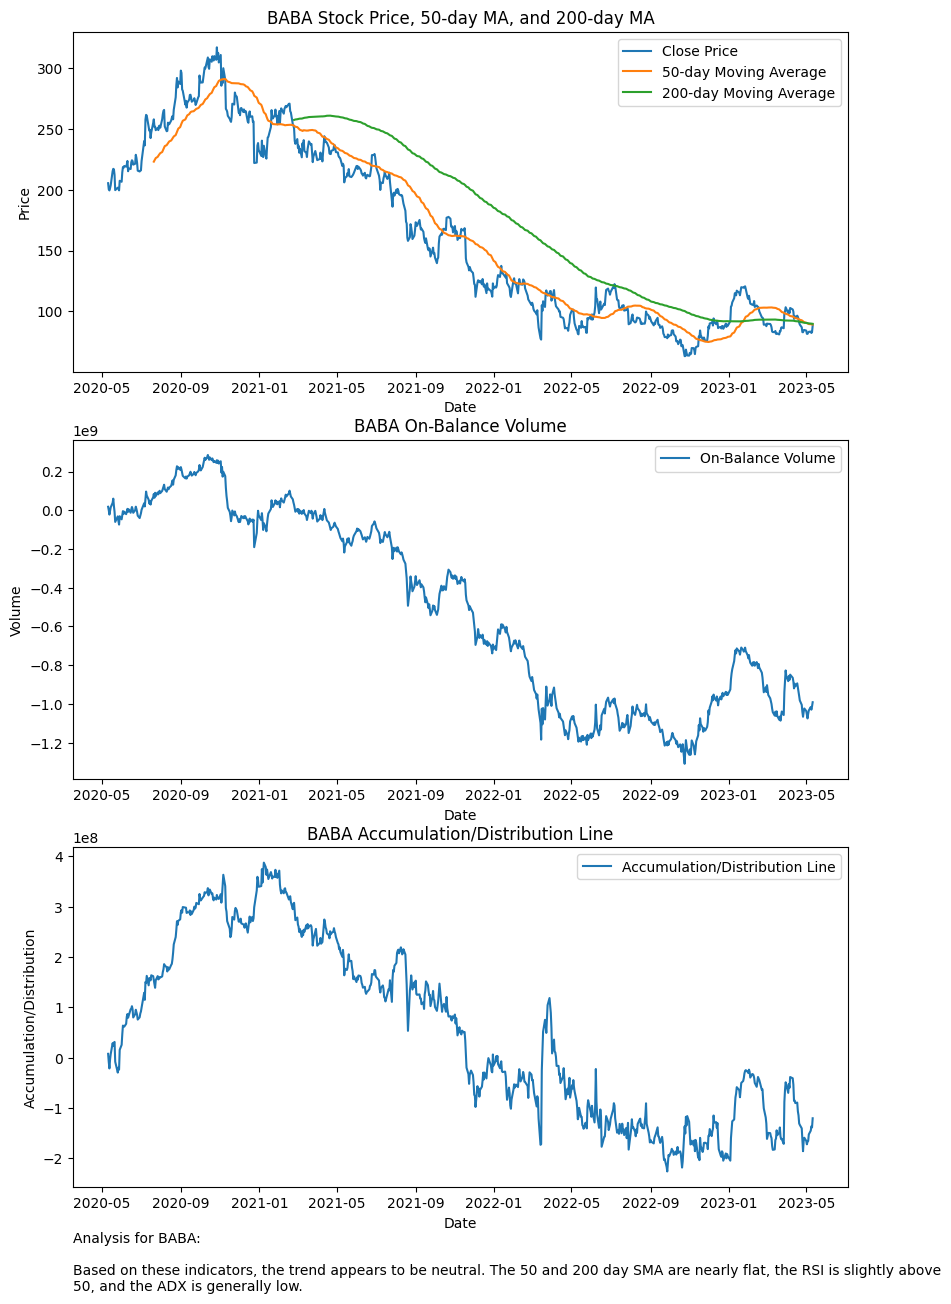 BABA Stock Price, 50-day MA, and 200-day MA
Close Price
50-day Moving Average
200-day Moving Average
300
250
200
150
100
Price
2020-05 2020-09 2021-01 2021-05 2021-09 2022-01 2022-05 2022-09 2023-01 2023-05
Date
BABA On-Balance Volume
1e9
On-Balance Volume
0.2
0.0
−0.2
−0.4
−0.6
−0.8
−1.0
−1.2
Volume
2020-05 2020-09 2021-01 2021-05 2021-09 2022-01 2022-05 2022-09 2023-01 2023-05
Date
BABA Accumulation/Distribution Line
1e8
Accumulation/Distribution Line
4
3
2
1
0
−1
−2
Accumulation/Distribution
2020-05 2020-09 2021-01 2021-05 2021-09 2022-01 2022-05 2022-09 2023-01 2023-05
Date
Analysis for BABA:
Based on these indicators, the trend appears to be neutral. The 50 and 200 day SMA are nearly flat, the RSI is slightly above
50, and the ADX is generally low.